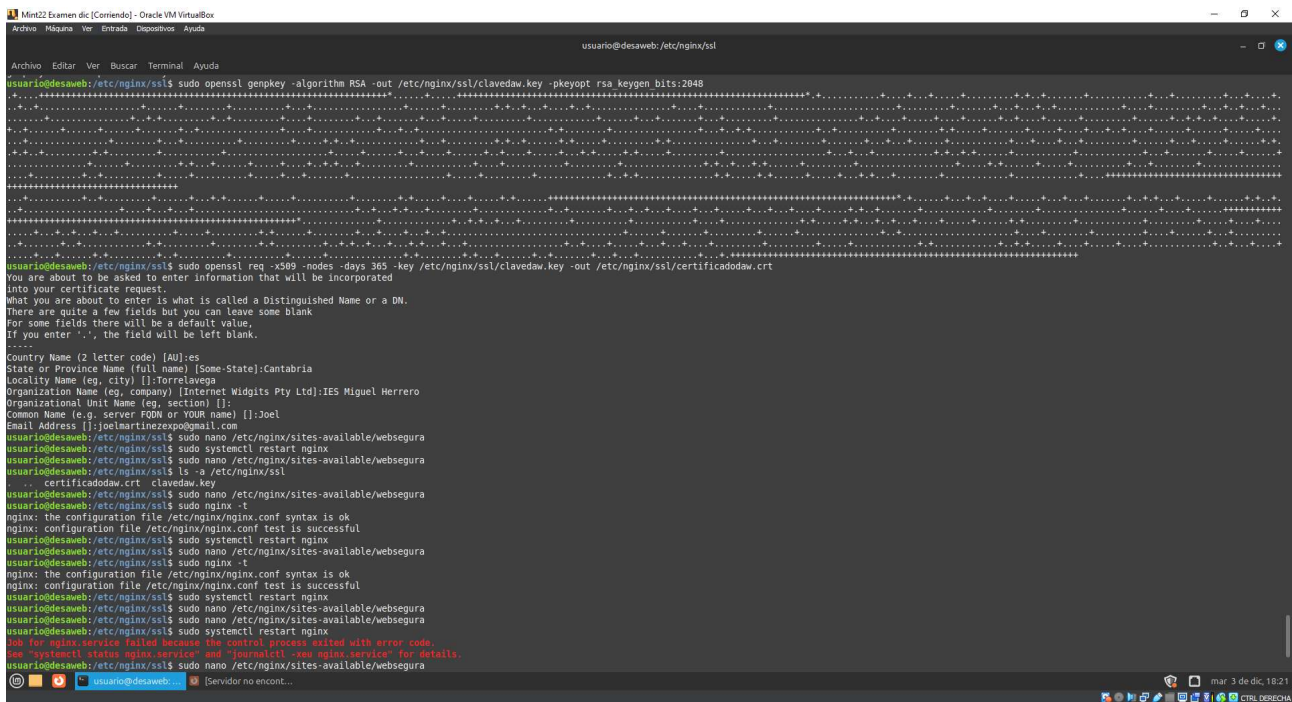 Mint22 Examen dic [Corriendo] - Oracle VM VirtualBox
Archivo Máquina Ver Entrada Dispositivos Ayuda
usuario@desaweb: /etc/nginx/ssl
Archivo Editar Ver Buscar Terminal Ayuda
usuario@desaweb:/etc/nginx/ssl$ sudo openssl genpkey -algorithm RSA -out /etc/nginx/ssl/clavedaw.key -pkeyopt rsa_keygen_bits:2048
usuario@desaweb:/etc/nginx/ssl$ sudo openssl req -x509 -nodes -days 365 -key /etc/nginx/ssl/clavedaw.key -out /etc/nginx/ssl/certificadodaw.crt
You are about to be asked to enter information that will be incorporated
into your certificate request.
What you are about to enter is what is called a Distinguished Name or a DN.
There are quite a few fields but you can leave some blank
For some fields there will be a default value,
If you enter '.', the field will be left blank.
-----
Country Name (2 letter code) [AU]:es
State or Province Name (full name) [Some-State]:Cantabria
Locality Name (eg, city) []:Torrelavega
Organization Name (eg, company) [Internet Widgits Pty Ltd]:IES Miguel Herrero
Organizational Unit Name (eg, section) []:
Common Name (e.g. server FQDN or YOUR name) []:Joel
Email Address []:joelmartinezexpo@gmail.com
usuario@desaweb:/etc/nginx/ssl$ sudo nano /etc/nginx/sites-available/websegura
usuario@desaweb:/etc/nginx/ssl$ sudo systemctl restart nginx
usuario@desaweb:/etc/nginx/ssl$ sudo nano /etc/nginx/sites-available/websegura
usuario@desaweb:/etc/nginx/ssl$ ls -a /etc/nginx/ssl
. .. certificadodaw.crt clavedaw.key
usuario@desaweb:/etc/nginx/ssl$ sudo nano /etc/nginx/sites-available/websegura
usuario@desaweb:/etc/nginx/ssl$ sudo nginx -t
nginx: the configuration file /etc/nginx/nginx.conf syntax is ok
nginx: configuration file /etc/nginx/nginx.conf test is successful
usuario@desaweb:/etc/nginx/ssl$ sudo systemctl restart nginx
usuario@desaweb:/etc/nginx/ssl$ sudo nano /etc/nginx/sites-available/websegura
usuario@desaweb:/etc/nginx/ssl$ sudo nginx -t
nginx: the configuration file /etc/nginx/nginx.conf syntax is ok
nginx: configuration file /etc/nginx/nginx.conf test is successful
usuario@desaweb:/etc/nginx/ssl$ sudo systemctl restart nginx
usuario@desaweb:/etc/nginx/ssl$ sudo nano /etc/nginx/sites-available/websegura
usuario@desaweb:/etc/nginx/ssl$ sudo nano /etc/nginx/sites-available/websegura
usuario@desaweb:/etc/nginx/ssl$ sudo systemctl restart nginx
Job for nginx.service failed because the control process exited with error code.
See "systemctl status nginx.service" and "journalctl -xeu nginx.service" for details.
usuario@desaweb:/etc/nginx/ssl$ sudo nano /etc/nginx/sites-available/websegura
usuario@desaweb: ...
[Servidor no encont...
mar 3 de dic, 18:21
CTRL DERECHA